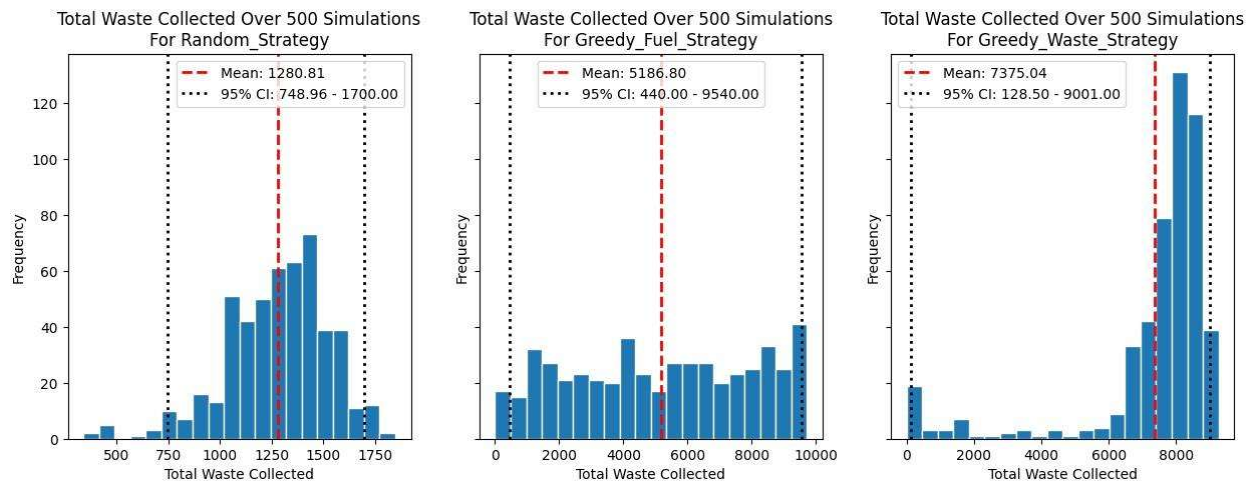 Total Waste Collected Over 500 Simulations
For Random_Strategy
Mean: 1280.81
95% CI: 748.96 - 1700.00
Frequency
120
100
80
60
40
20
0
500
750
1000
1250
1500
1750
Total Waste Collected
Total Waste Collected Over 500 Simulations
For Greedy_Fuel_Strategy
Mean: 5186.80
95% CI: 440.00 - 9540.00
Frequency
0
2000
4000
6000
8000
10000
Total Waste Collected
Total Waste Collected Over 500 Simulations
For Greedy_Waste_Strategy
Mean: 7375.04
95% CI: 128.50 - 9001.00
Frequency
0
2000
4000
6000
8000
Total Waste Collected